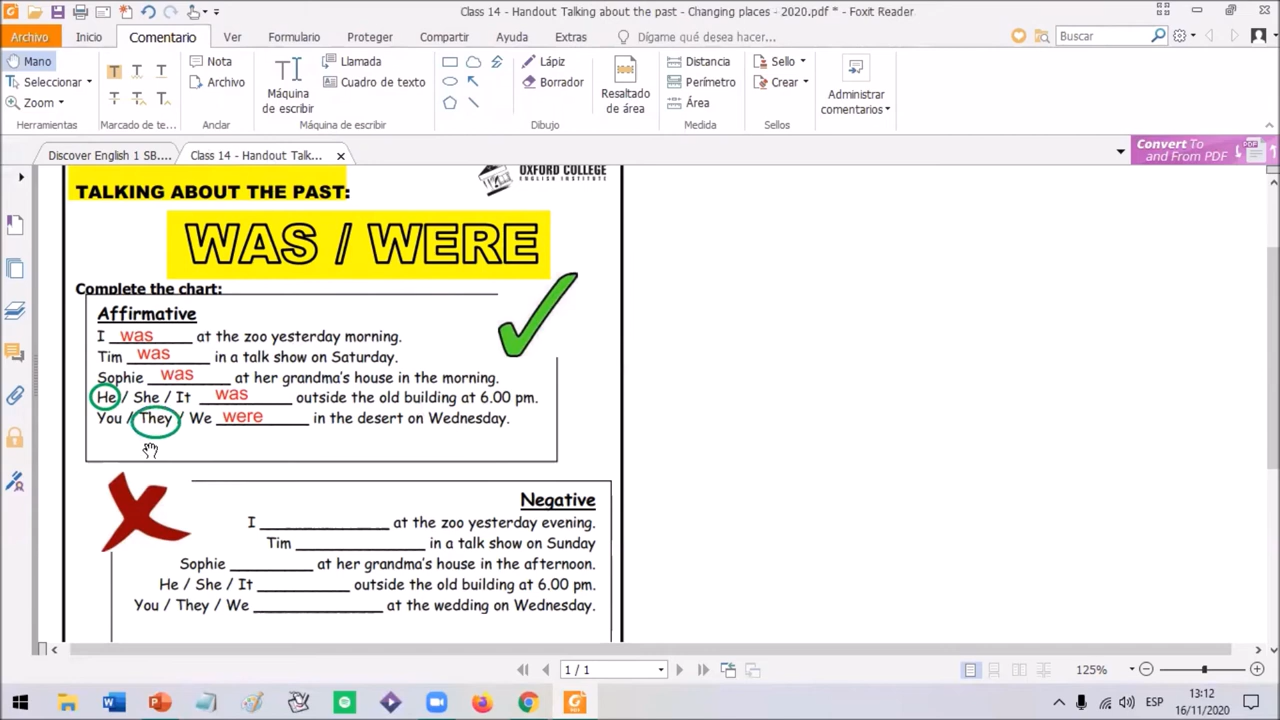 Class 14 - Handout Talking about the past - Changing places - 2020.pdf * - Foxit Reader
Archivo Inicio Comentario Ver Formulario Proteger Compartir Ayuda Extras Dígame qué desea hacer... Buscar
Mano
Seleccionar
Zoom
Herramientas
Marcado de te...
Nota
Archivo
Anclar
Máquina de escribir
Llamada
Cuadro de texto
Máquina de escribir
Lápiz
Borrador
Dibujo
Resaltado de área
Distancia
Perímetro
Área
Medida
Sello
Crear
Sellos
Administrar comentarios
Discover English 1 SB.... Class 14 - Handout Talk...
Convert To
and From PDF
OXFORD COLLEGE
ENGLISH INSTITUTE
TALKING ABOUT THE PAST:
WAS / WERE
Complete the chart:
Affirmative
I was at the zoo yesterday morning.
Tim was in a talk show on Saturday.
Sophie was at her grandma's house in the morning.
He / She / It was outside the old building at 6.00 pm.
You / They / We were in the desert on Wednesday.
Negative
I ______________ at the zoo yesterday evening.
Tim ______________ in a talk show on Sunday
Sophie _________ at her grandma's house in the afternoon.
He / She / It __________ outside the old building at 6.00 pm.
You / They / We ______________ at the wedding on Wednesday.
1 / 1
125%
ESP
13:12
16/11/2020